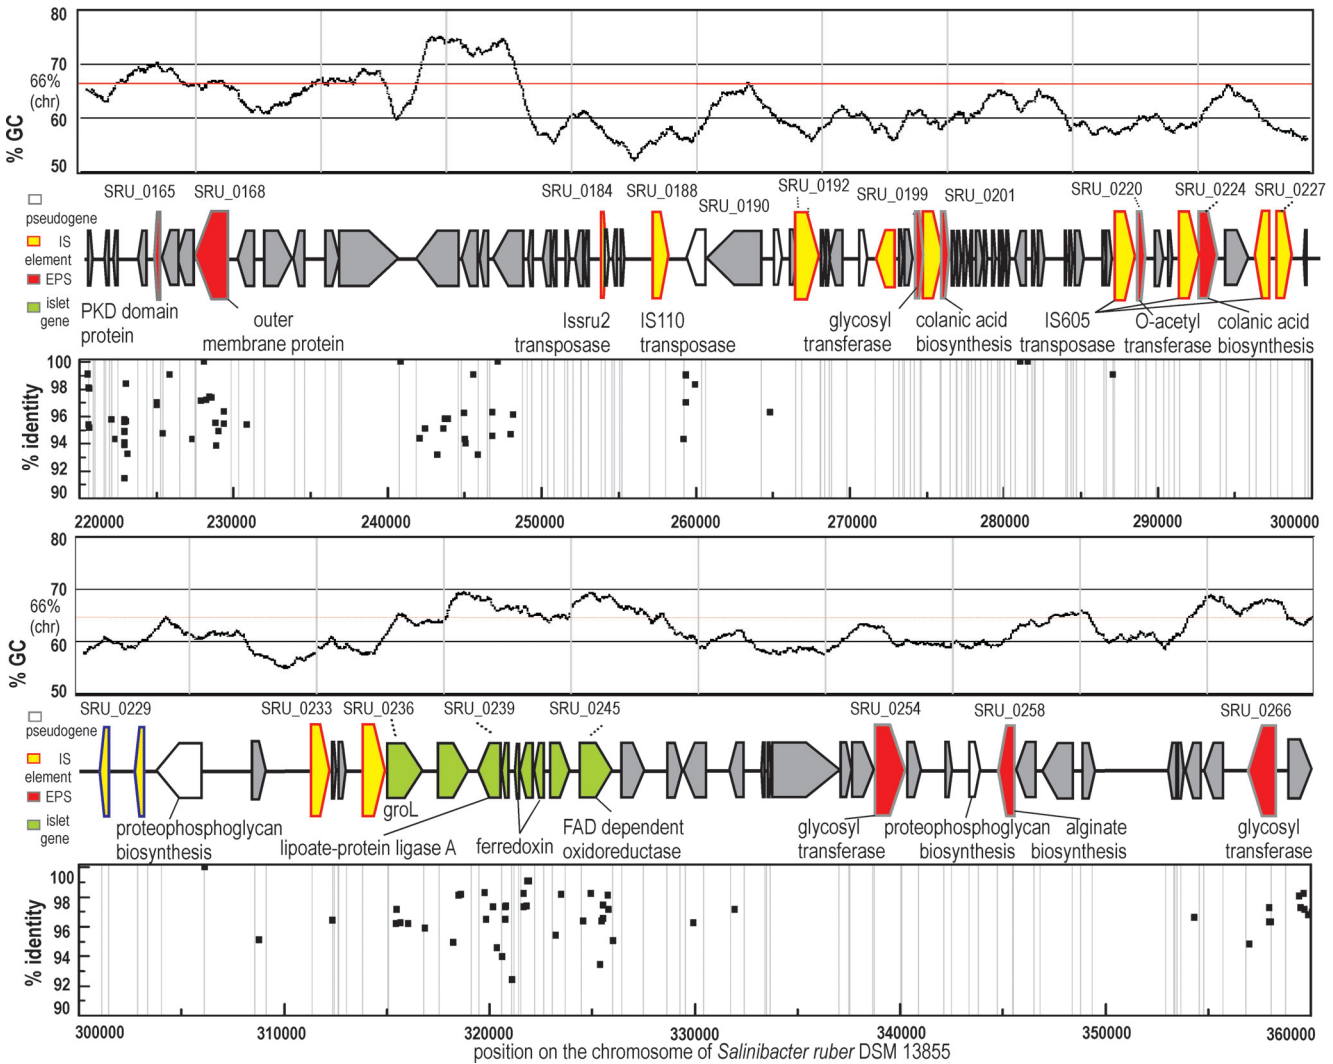 80
70
66%
(chr)
60
50
% GC
SRU_0165 SRU_0168 SRU_0184 SRU_0188 SRU_0190 SRU_0192 SRU_0199 SRU_0201 SRU_0220 SRU_0224 SRU_0227
pseudogene
IS
element
EPS
islet
gene
PKD domain
protein
outer
membrane protein
Issru2
transposase
IS110
transposase
glycosyl
transferase
colanic acid
biosynthesis
IS605
transposase
O-acetyl
transferase
colanic acid
biosynthesis
100
98
96
94
92
90
% identity
220000 230000 240000 250000 260000 270000 280000 290000 300000
80
70
66%
(chr)
60
50
% GC
SRU_0229 SRU_0233 SRU_0236 SRU_0239 SRU_0245 SRU_0254 SRU_0258 SRU_0266
pseudogene
IS
element
EPS
islet
gene
proteophosphoglycan
biosynthesis
groL
lipoate-protein ligase A
ferredoxin
FAD dependent
oxidoreductase
glycosyl
transferase
proteophosphoglycan
biosynthesis
alginate
biosynthesis
glycosyl
transferase
100
98
96
94
92
90
% identity
300000 310000 320000 330000 340000 350000 360000
position on the chromosome of Salinibacter ruber DSM 13855